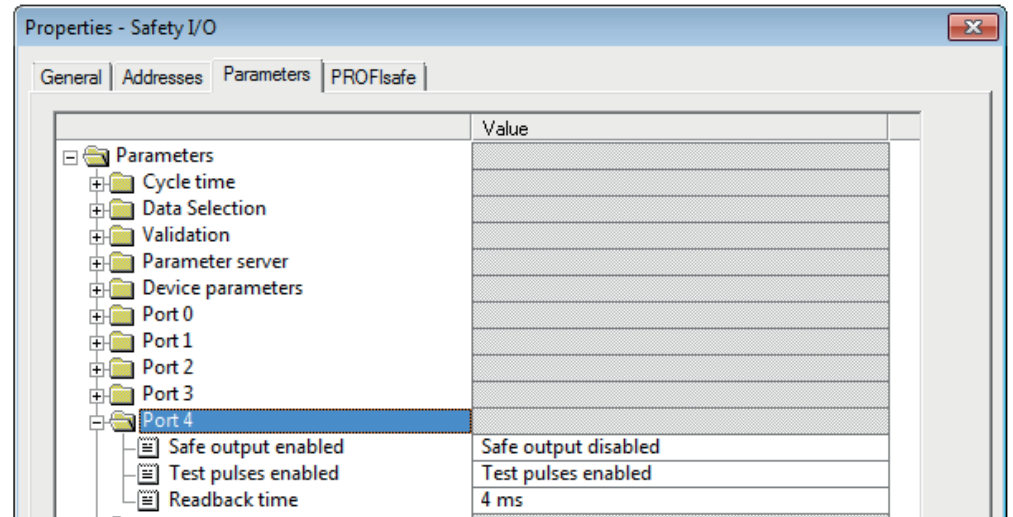 Properties - Safety I/O
General Addresses Parameters PROFIsafe
Value
Parameters
Cycle time
Data Selection
Validation
Parameter server
Device parameters
Port 0
Port 1
Port 2
Port 3
Port 4
Safe output enabled Safe output disabled
Test pulses enabled Test pulses enabled
Readback time 4 ms